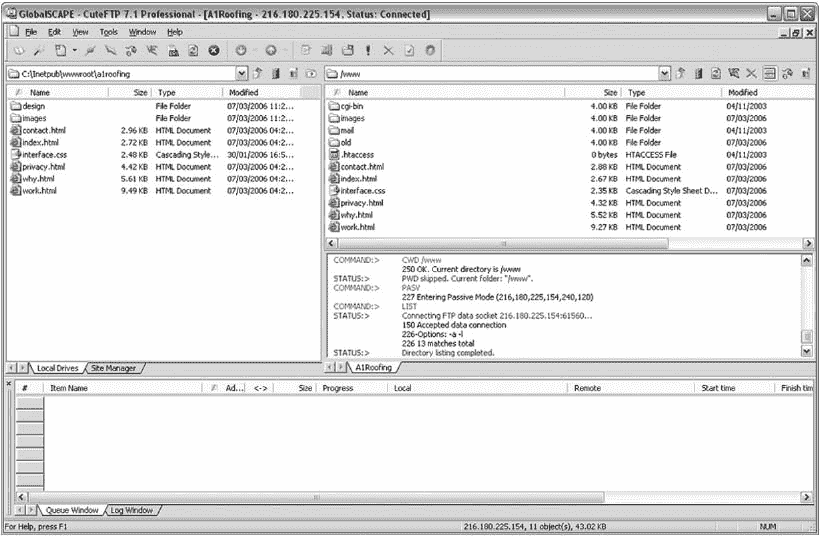 GlobalSCAPE - CuteFTP 7.1 Professional - [A1Roofing - 216.180.225.154, Status: Connected]
File Edit View Tools Window Help
C:\Inetpub\wwwroot\a1roofing
/www
Name Size Type Modified
design File Folder 07/03/2006 11:2...
images File Folder 07/03/2006 11:2...
contact.html 2.96 KB HTML Document 07/03/2006 04:2...
index.html 2.72 KB HTML Document 07/03/2006 04:2...
interface.css 2.48 KB Cascading Style... 30/01/2006 16:5...
privacy.html 4.42 KB HTML Document 07/03/2006 04:2...
why.html 5.61 KB HTML Document 07/03/2006 04:2...
work.html 9.49 KB HTML Document 07/03/2006 04:2...
Local Drives Site Manager
Name Size Type Modified
cgi-bin 4.00 KB File Folder 04/11/2003
images 4.00 KB File Folder 07/03/2006
mail 4.00 KB File Folder 04/11/2003
old 4.00 KB File Folder 07/03/2006
.htaccess 0 bytes HTACCESS File 04/11/2003
contact.html 2.88 KB HTML Document 07/03/2006
index.html 2.67 KB HTML Document 07/03/2006
interface.css 2.35 KB Cascading Style Sheet D... 07/03/2006
privacy.html 4.32 KB HTML Document 07/03/2006
why.html 5.52 KB HTML Document 07/03/2006
work.html 9.27 KB HTML Document 07/03/2006
COMMAND:> CWD /www
250 OK. Current directory is /www
STATUS:> PWD skipped. Current folder: "/www".
COMMAND:> PASV
227 Entering Passive Mode (216,180,225,154,240,120)
COMMAND:> LIST
STATUS:> Connecting FTP data socket 216.180.225.154:61560...
150 Accepted data connection
226-Options: -a -l
226 13 matches total
STATUS:> Directory listing completed.
A1Roofing
# Item Name Ad... <-> Size Progress Local Remote Start time Finish tim
Queue Window Log Window
For Help, press F1
216.180.225.154, 11 object(s), 43.02 KB
NUM